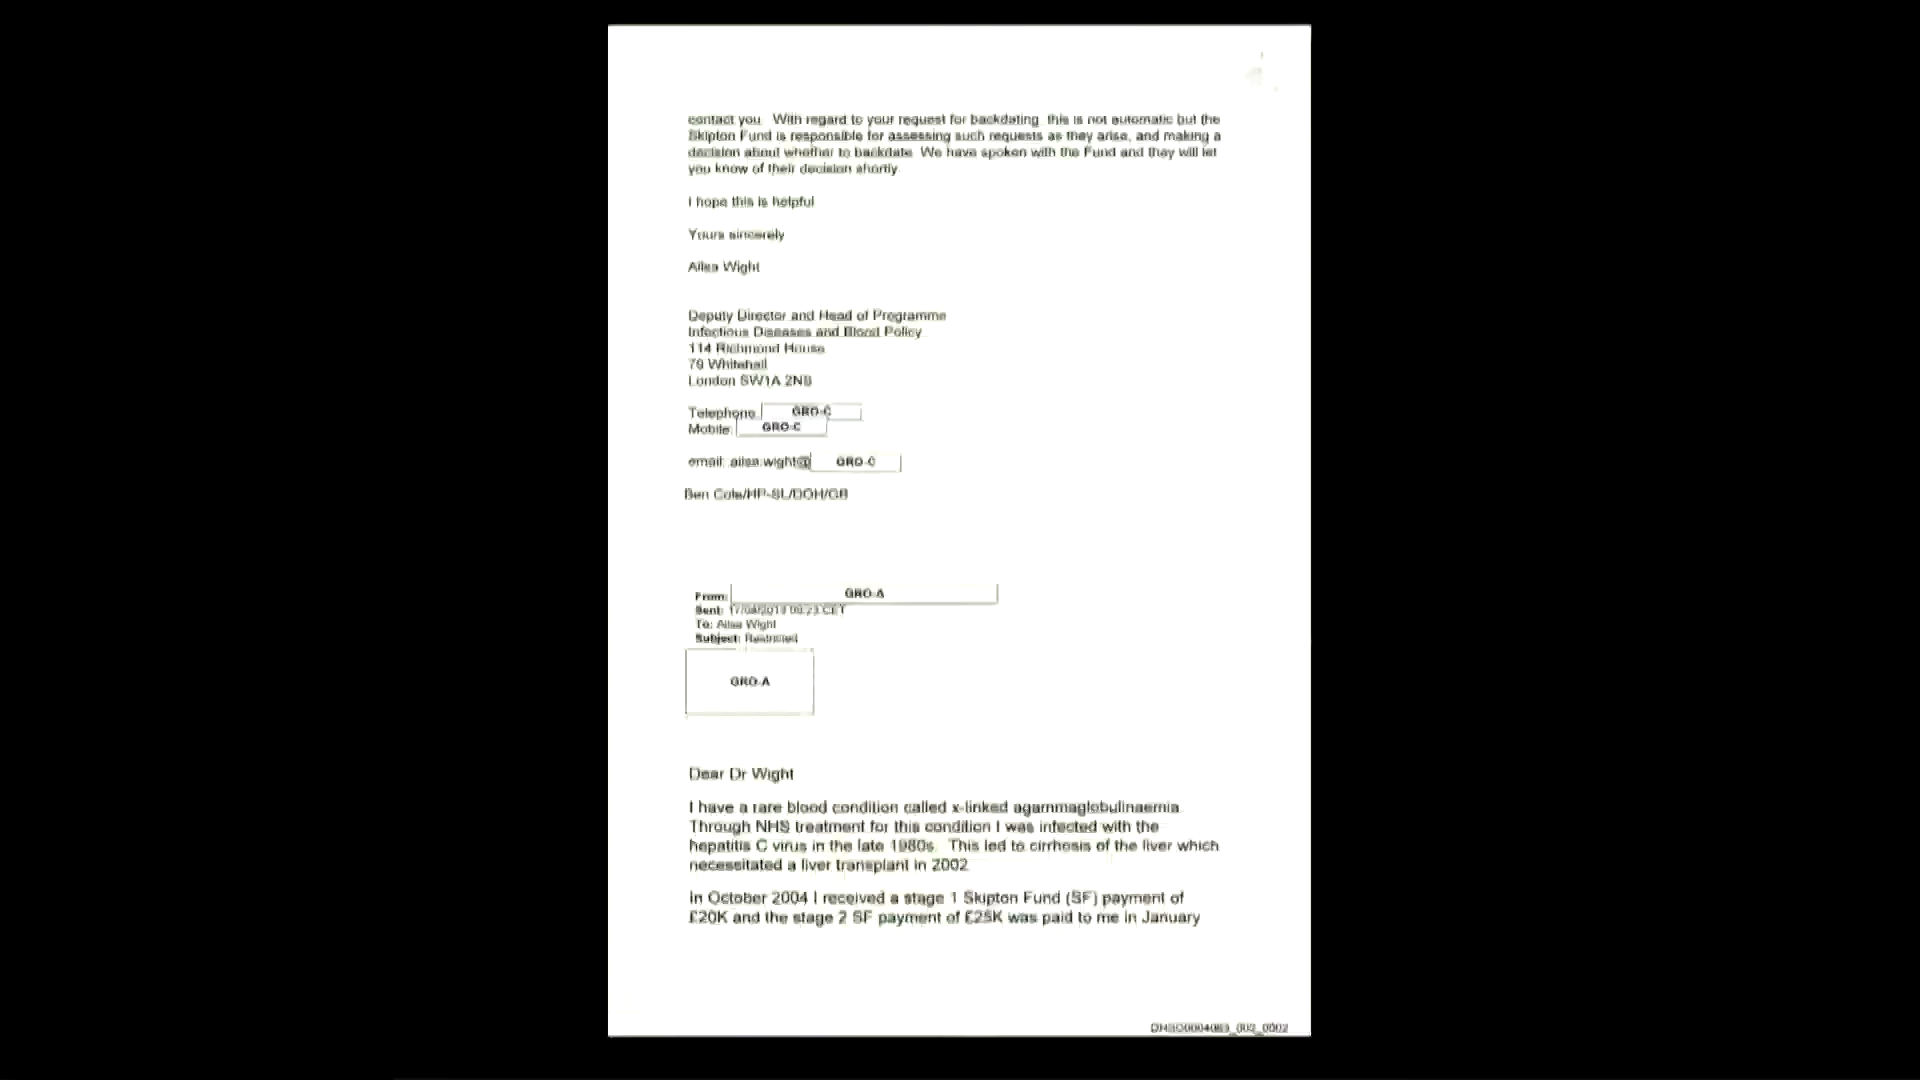 contact you. With regard to your request for backdating, this is not automatic but the
Skipton Fund is responsible for assessing such requests as they arise, and making a
decision about whether to backdate. We have spoken with the Fund and they will let
you know of their decision shortly.
I hope this is helpful
Yours sincerely
Ailsa Wight
Deputy Director and Head of Programme
Infectious Diseases and Blood Policy
114 Richmond House
79 Whitehall
London SW1A 2NS
Telephone: GRO-C
Mobile: GRO-C
email: ailsa.wight@ GRO-C
Ben Cole/HP-SL/DOH/GB
From: GRO-A
Sent: CET
To: Ailsa Wight
Subject: Restricted
GRO-A
Dear Dr Wight
I have a rare blood condition called x-linked agammaglobulinaemia.
Through NHS treatment for this condition I was infected with the
hepatitis C virus in the late 1980s. This led to cirrhosis of the liver which
necessitated a liver transplant in 2002.
In October 2004 I received a stage 1 Skipton Fund (SF) payment of
£20K and the stage 2 SF payment of £25K was paid to me in January